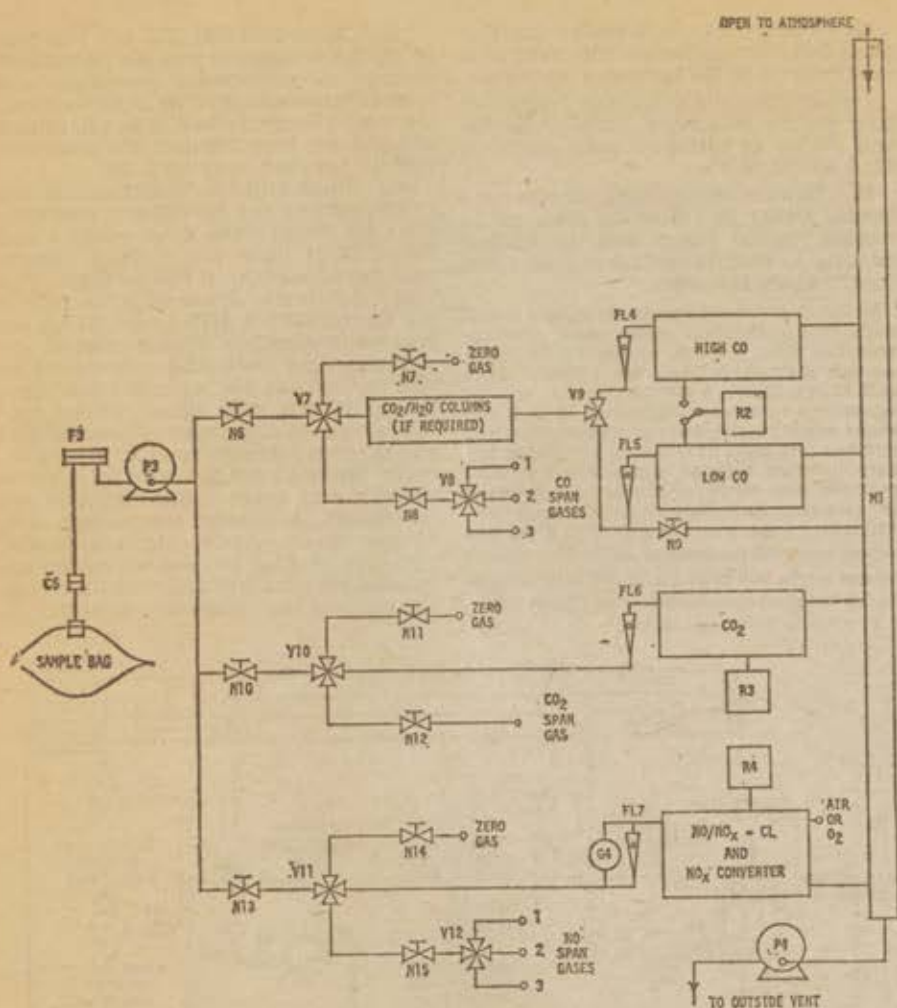 OPEN TO ATMOSPHERE
FL4
HIGH CO
N7
ZERO
GAS
V7
V9
CO2/H2O COLUMNS
(IF REQUIRED)
R2
N6
F3
P3
FL5
LOW CO
M1
V8
1
2
3
CO
SPAN
GASES
N8
N9
C5
SAMPLE BAG
FL6
CO2
N11
ZERO
GAS
V10
N10
R3
N12
CO2
SPAN
GAS
R4
FL7
AIR
OR
O2
NO/NOX - CL
AND
NOX CONVERTER
N14
ZERO
GAS
G4
V11
N13
V12
1
2
3
NO
SPAN
GASES
N15
P4
TO OUTSIDE VENT